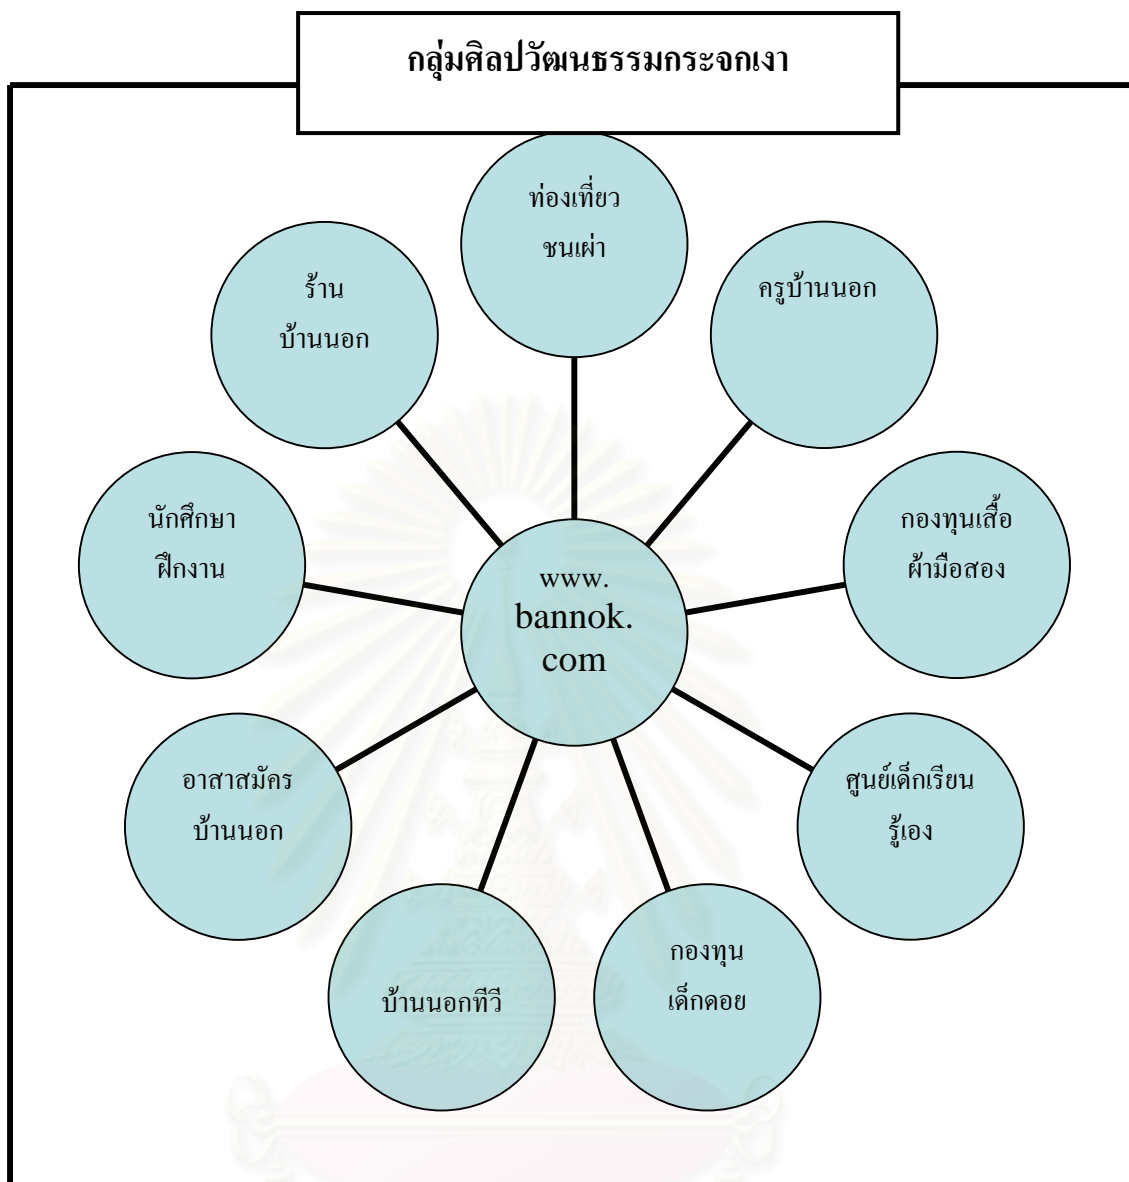 กลุ่มศิลปวัฒนธรรมกระจกเงา
ท่องเที่ยว
ชนเผ่า
ครูบ้านนอก
กองทุนเสื้อ
ผ้ามือสอง
ศูนย์เด็กเรียน
รู้เอง
กองทุน
เด็กดอย
บ้านนอกทีวี
อาสาสมัคร
บ้านนอก
นักศึกษา
ฝึกงาน
ร้าน
บ้านนอก
www.
bannok.
com